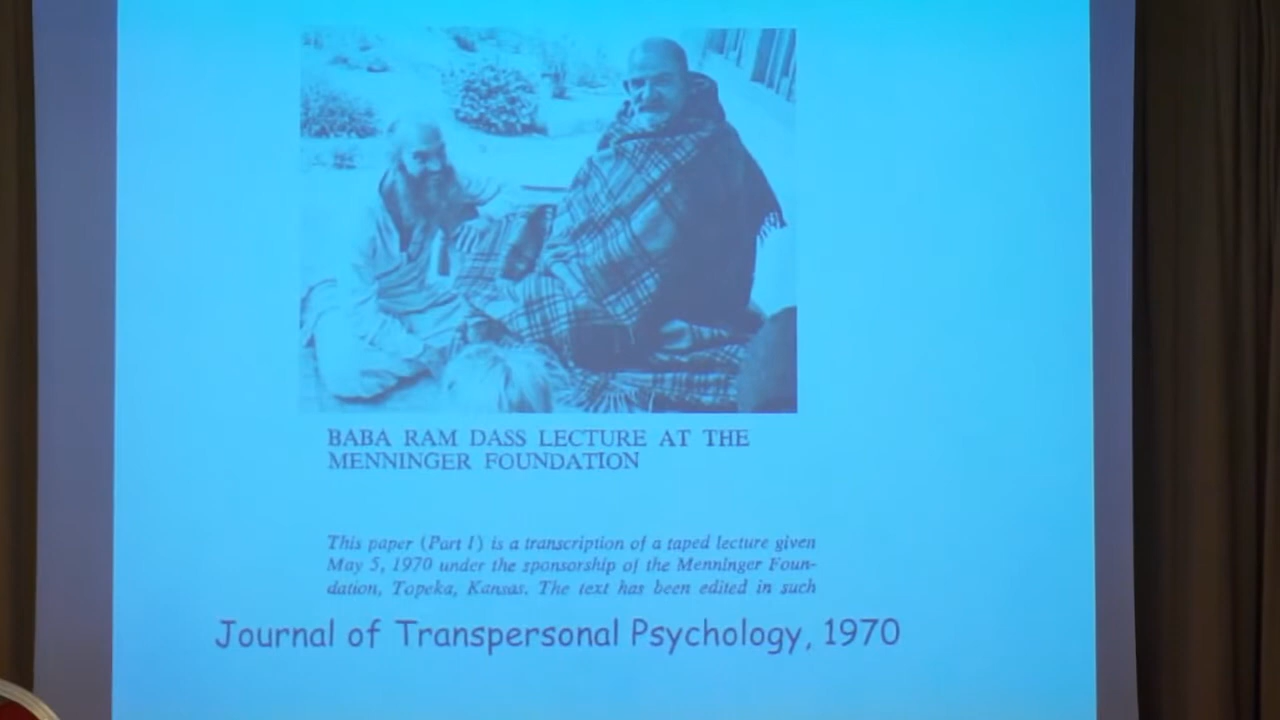 BABA RAM DASS LECTURE AT THE
MENNINGER FOUNDATION
This paper (Part I) is a transcription of a taped lecture given
May 5, 1970 under the sponsorship of the Menninger Foun-
dation, Topeka, Kansas. The text has been edited in such
Journal of Transpersonal Psychology, 1970